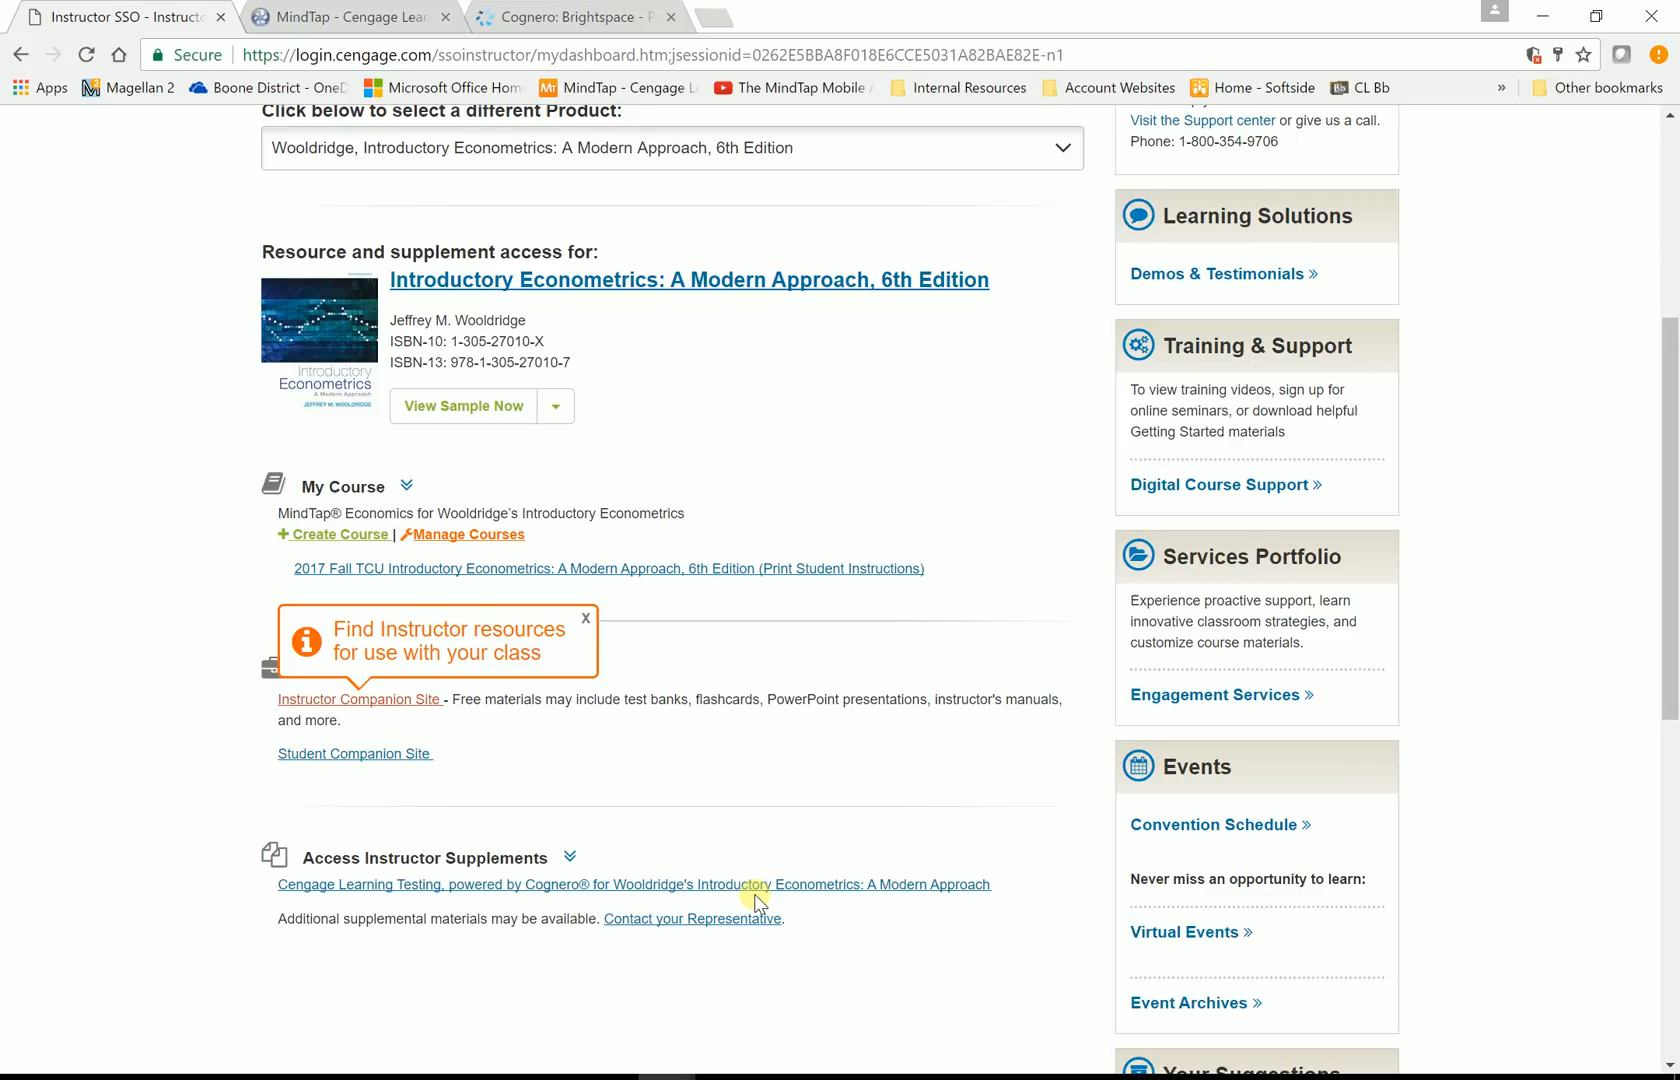 Instructor SSO - Instructo
MindTap - Cengage Lear
Cognero: Brightspace - P
Secure
https://login.cengage.com/ssoinstructor/mydashboard.htm;jsessionid=0262E5BBA8F018E6CCE5031A82BAE82E-n1
Apps
Magellan 2
Boone District - OneD
Microsoft Office Hom
MindTap - Cengage L
The MindTap Mobile A
Internal Resources
Account Websites
Home - Softside
CL Bb
»
Other bookmarks
Click below to select a different Product:
Wooldridge, Introductory Econometrics: A Modern Approach, 6th Edition
Resource and supplement access for:
Introductory Econometrics: A Modern Approach, 6th Edition
Introductory
Econometrics
A Modern Approach
JEFFREY M. WOOLDRIDGE
Jeffrey M. Wooldridge
ISBN-10: 1-305-27010-X
ISBN-13: 978-1-305-27010-7
View Sample Now
My Course
MindTap® Economics for Wooldridge's Introductory Econometrics
Create Course | Manage Courses
2017 Fall TCU Introductory Econometrics: A Modern Approach, 6th Edition (Print Student Instructions)
Find Instructor resources
for use with your class
x
Instructor Companion Site - Free materials may include test banks, flashcards, PowerPoint presentations, instructor's manuals,
and more.
Student Companion Site
Access Instructor Supplements
Cengage Learning Testing, powered by Cognero® for Wooldridge's Introductory Econometrics: A Modern Approach
Additional supplemental materials may be available. Contact your Representative.
Visit the Support center or give us a call.
Phone: 1-800-354-9706
Learning Solutions
Demos & Testimonials »
Training & Support
To view training videos, sign up for
online seminars, or download helpful
Getting Started materials
Digital Course Support »
Services Portfolio
Experience proactive support, learn
innovative classroom strategies, and
customize course materials.
Engagement Services »
Events
Convention Schedule »
Never miss an opportunity to learn:
Virtual Events »
Event Archives »
Your Suggestions